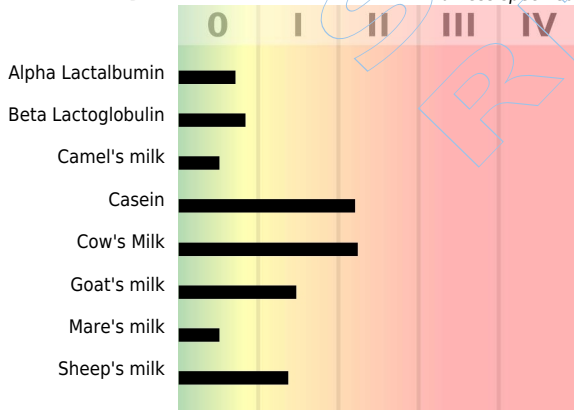 0 I II III IV
Alpha Lactalbumin
Beta Lactoglobulin
Camel's milk
Casein
Cow's Milk
Goat's milk
Mare's milk
Sheep's milk